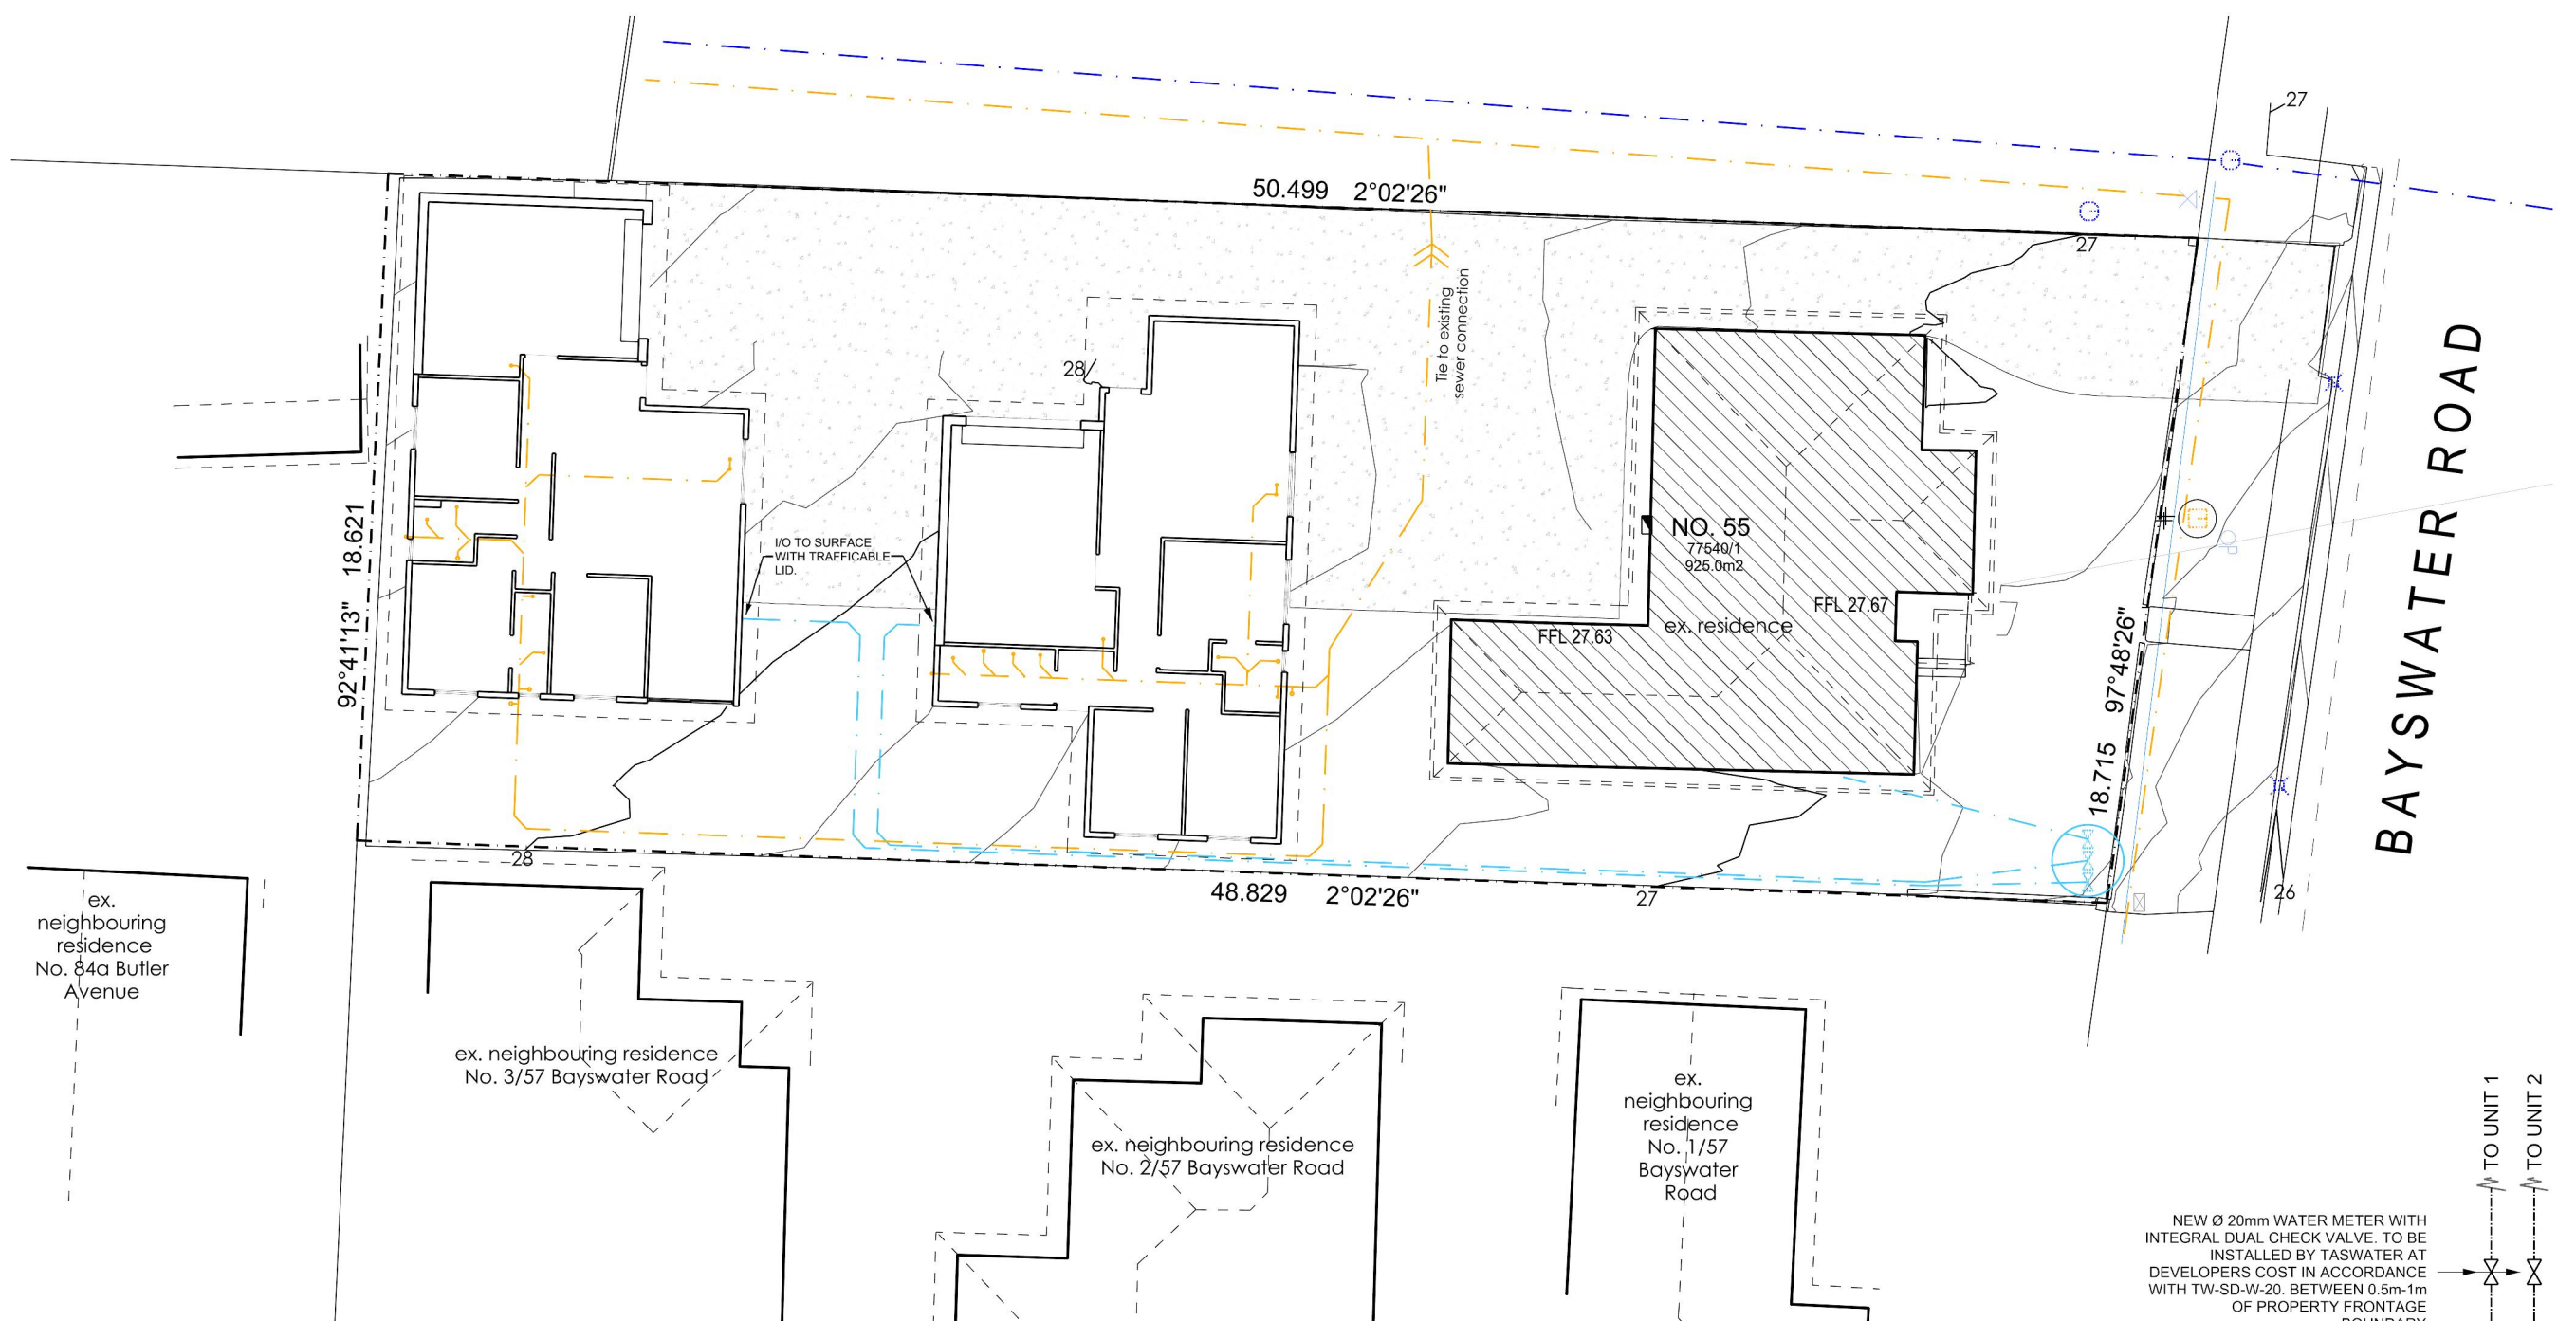 27
50.499 2°02'26"
27
Tie to existing
sewer connection
28
BAYSWATER ROAD
92°41'13" 18.621
I/O TO SURFACE
WITH TRAFFICABLE
LID.
NO. 55
77540/1
925.0m2
FFL 27.67
FFL 27.63
ex. residence
18.715 97°48'26"
28
48.829 2°02'26"
27
26
ex.
neighbouring
residence
No. 84a Butler
Avenue
ex. neighbouring residence
No. 3/57 Bayswater Road
ex. neighbouring residence
No. 2/57 Bayswater Road
ex.
neighbouring
residence
No. 1/57
Bayswater
Road
TO UNIT 1
TO UNIT 2
NEW Ø 20mm WATER METER WITH
INTEGRAL DUAL CHECK VALVE. TO BE
INSTALLED BY TASWATER AT
DEVELOPERS COST IN ACCORDANCE
WITH TW-SD-W-20. BETWEEN 0.5m-1m
OF PROPERTY FRONTAGE
BOUNDARY